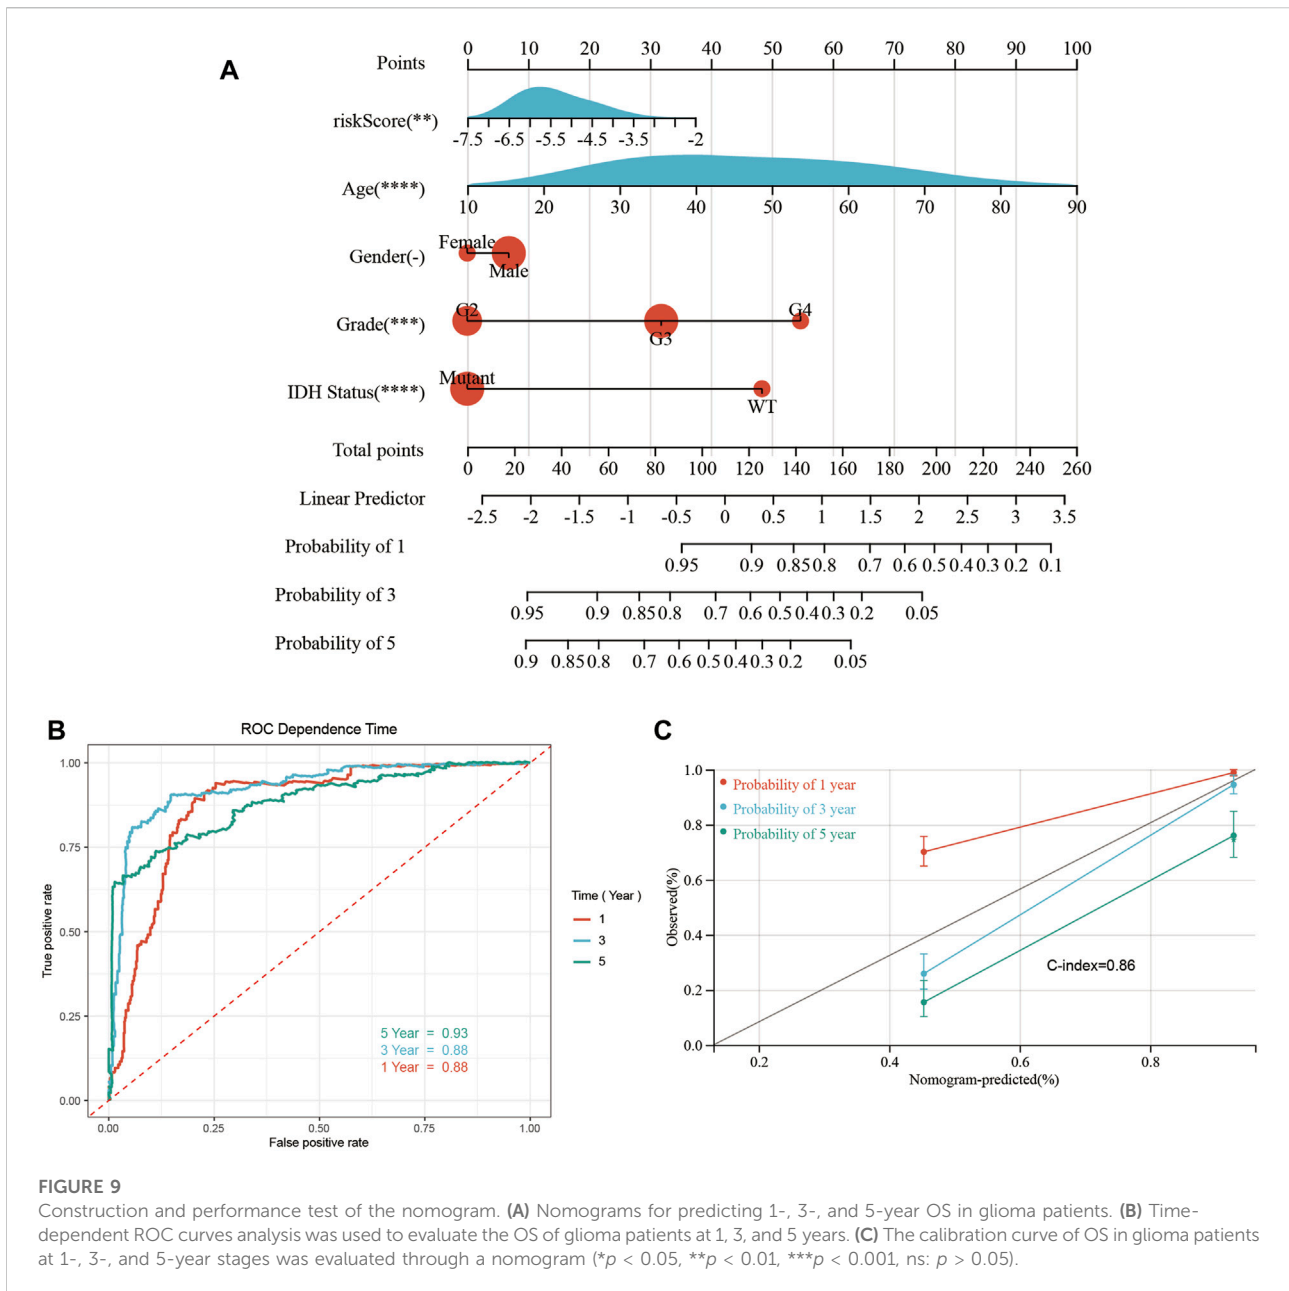 A
Points
0 10 20 30 40 50 60 70 80 90 100
riskScore(**)
-7.5 -6.5 -5.5 -4.5 -3.5 -2
Age(****)
10 20 30 40 50 60 70 80 90
Gender(-)
Female
Male
Grade(***)
G2 G4
G3
IDH Status(****)
Mutant
WT
Total points
0 20 40 60 80 100 120 140 160 180 200 220 240 260
Linear Predictor
-2.5 -2 -1.5 -1 -0.5 0 0.5 1 1.5 2 2.5 3 3.5
Probability of 1
0.95 0.9 0.85 0.8 0.7 0.6 0.5 0.4 0.3 0.2 0.1
Probability of 3
0.95 0.9 0.85 0.8 0.7 0.6 0.5 0.4 0.3 0.2 0.05
Probability of 5
0.9 0.85 0.8 0.7 0.6 0.5 0.4 0.3 0.2 0.05
B
ROC Dependence Time
True positive rate
1.00
0.75
0.50
0.25
0.00
5 Year = 0.93
3 Year = 0.88
1 Year = 0.88
0.00 0.25 0.50 0.75 1.00
False positive rate
Time ( Year )
1
3
5
C
Observed(%)
1.0
0.8
0.6
0.4
0.2
0.0
Probability of 1 year
Probability of 3 year
Probability of 5 year
C-index=0.86
0.2 0.4 0.6 0.8
Nomogram-predicted(%)
FIGURE 9
Construction and performance test of the nomogram. (A) Nomograms for predicting 1-, 3-, and 5-year OS in glioma patients. (B) Time-
dependent ROC curves analysis was used to evaluate the OS of glioma patients at 1, 3, and 5 years. (C) The calibration curve of OS in glioma patients
at 1-, 3-, and 5-year stages was evaluated through a nomogram (*p < 0.05, **p < 0.01, ***p < 0.001, ns: p > 0.05).